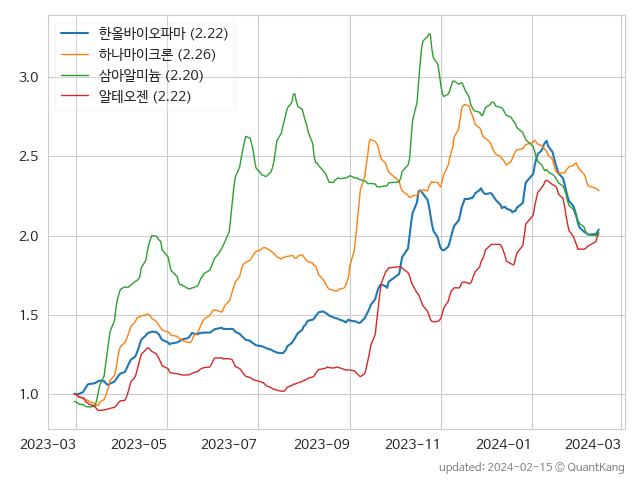 한올바이오파마 (2.22)
하나마이크론 (2.26)
삼아알미늄 (2.20)
알테오젠 (2.22)
3.0
2.5
2.0
1.5
1.0
2023-03 2023-05 2023-07 2023-09 2023-11 2024-01 2024-03
updated: 2024-02-15 © QuantKang